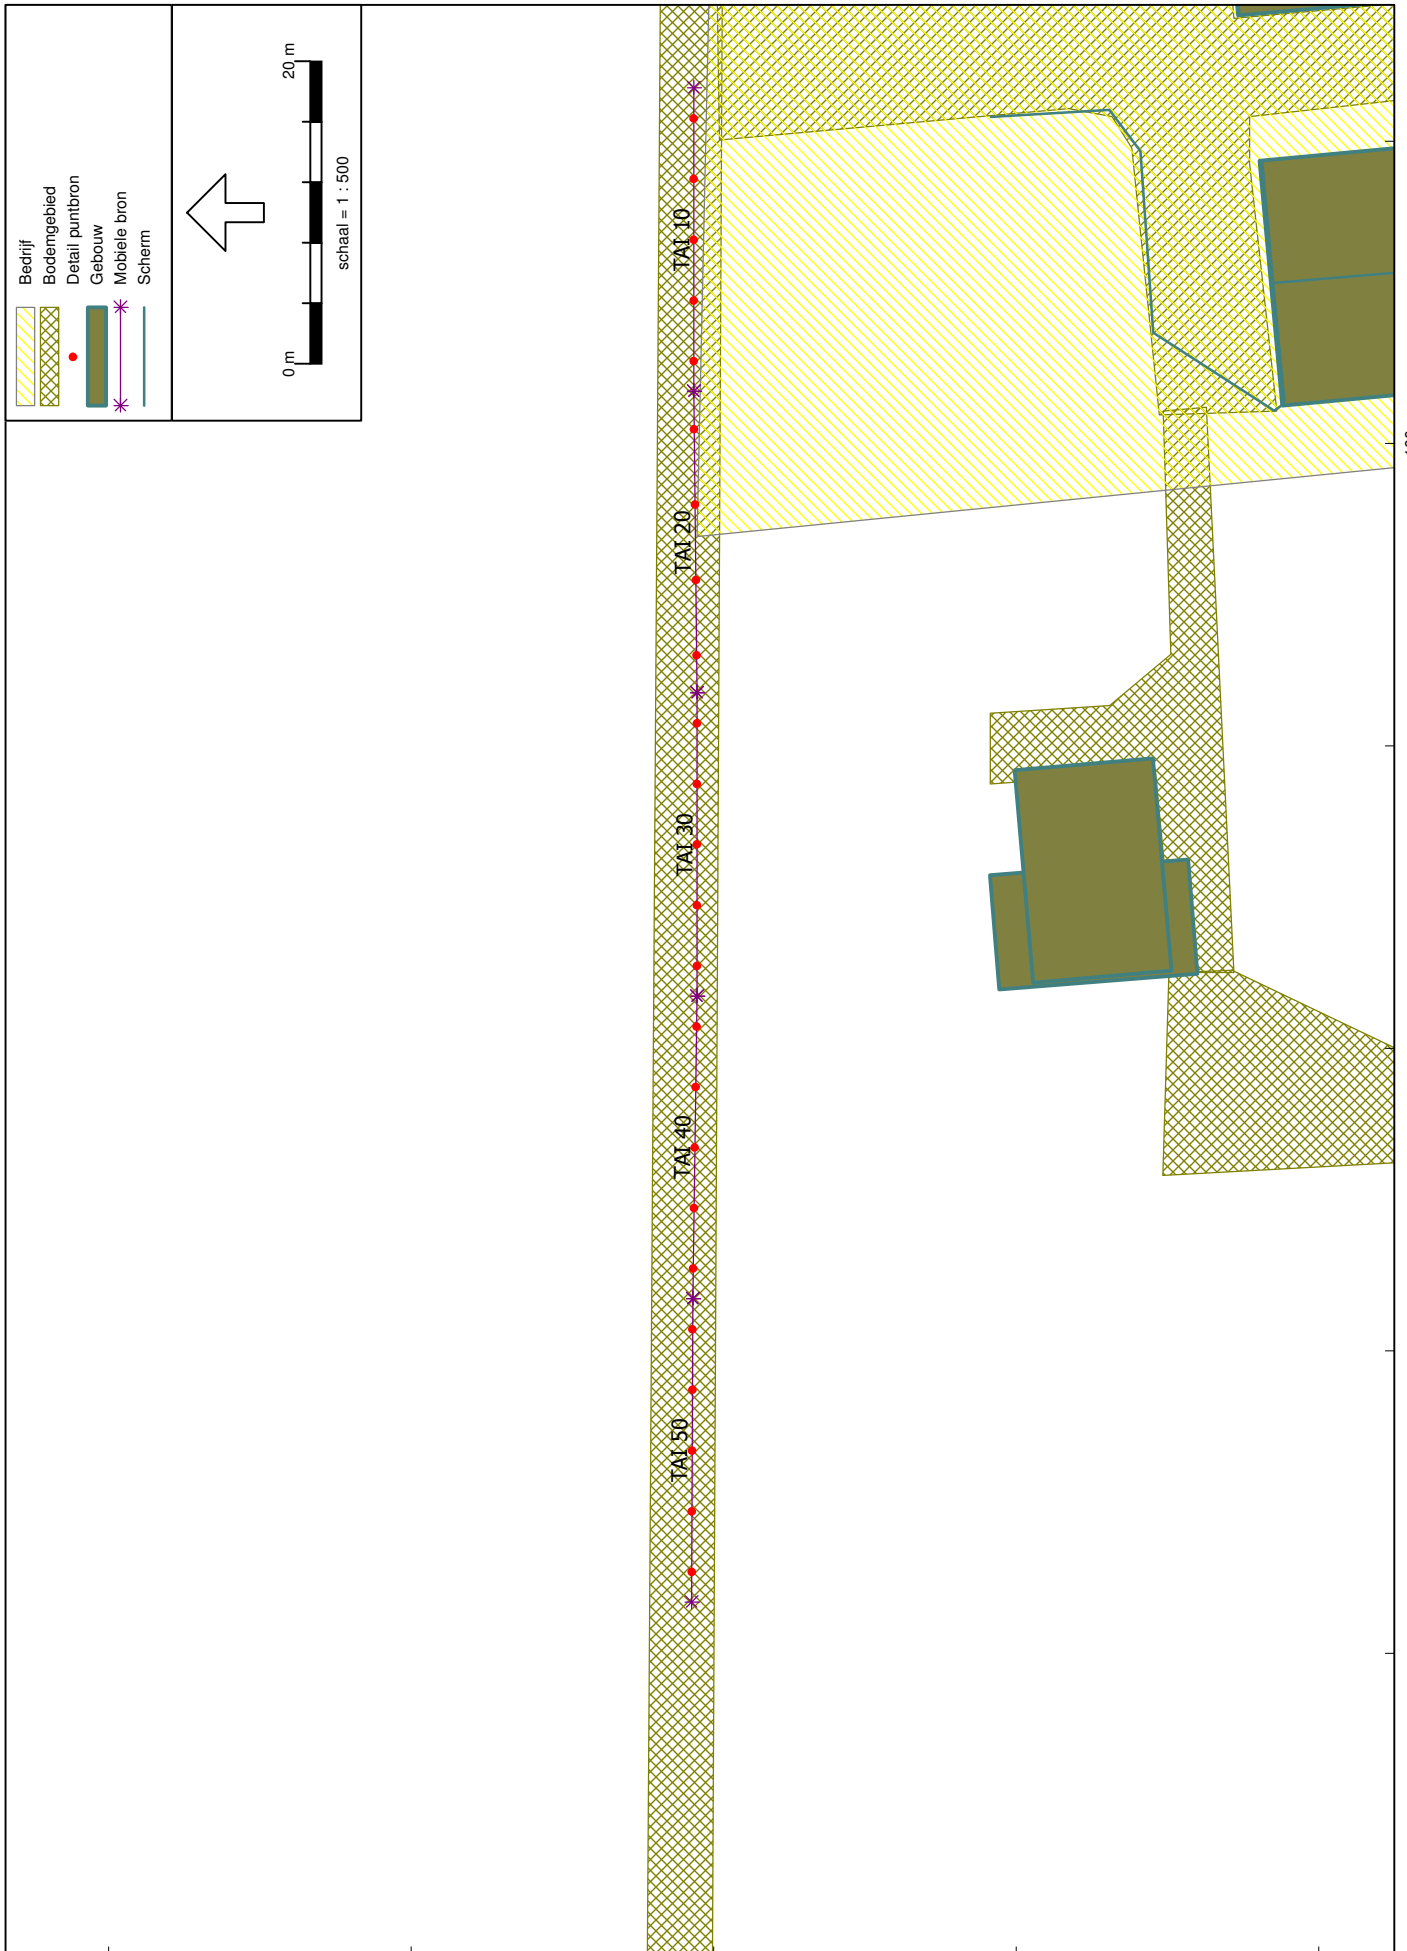 Bedrijf
Bodemgebied
Detail puntbron
Gebouw
Mobiele bron
Scherm
0 m
20 m
schaal = 1 : 500
TAI 50
TAI 40
TAI 30
TAI 20
TAI 10